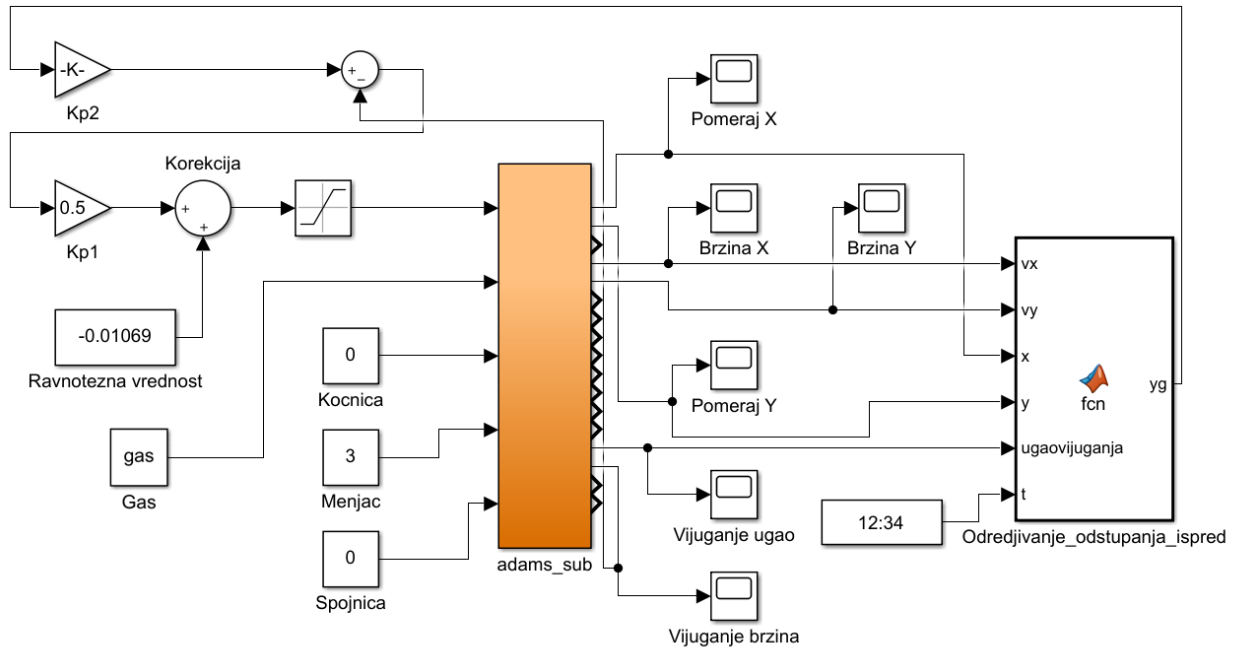 -K-
Kp2
+
_
Pomeraj X
Korekcija
0.5
Kp1
+
+
Brzina X
Brzina Y
-0.01069
Ravnotezna vrednost
0
Kocnica
gas
Gas
3
Menjac
0
Spojnica
adams_sub
Pomeraj Y
Vijuganje ugao
Vijuganje brzina
12:34
vx
vy
x
y
ugaovijuganja
t
fcn
yg
Odredjivanje_odstupanja_ispred